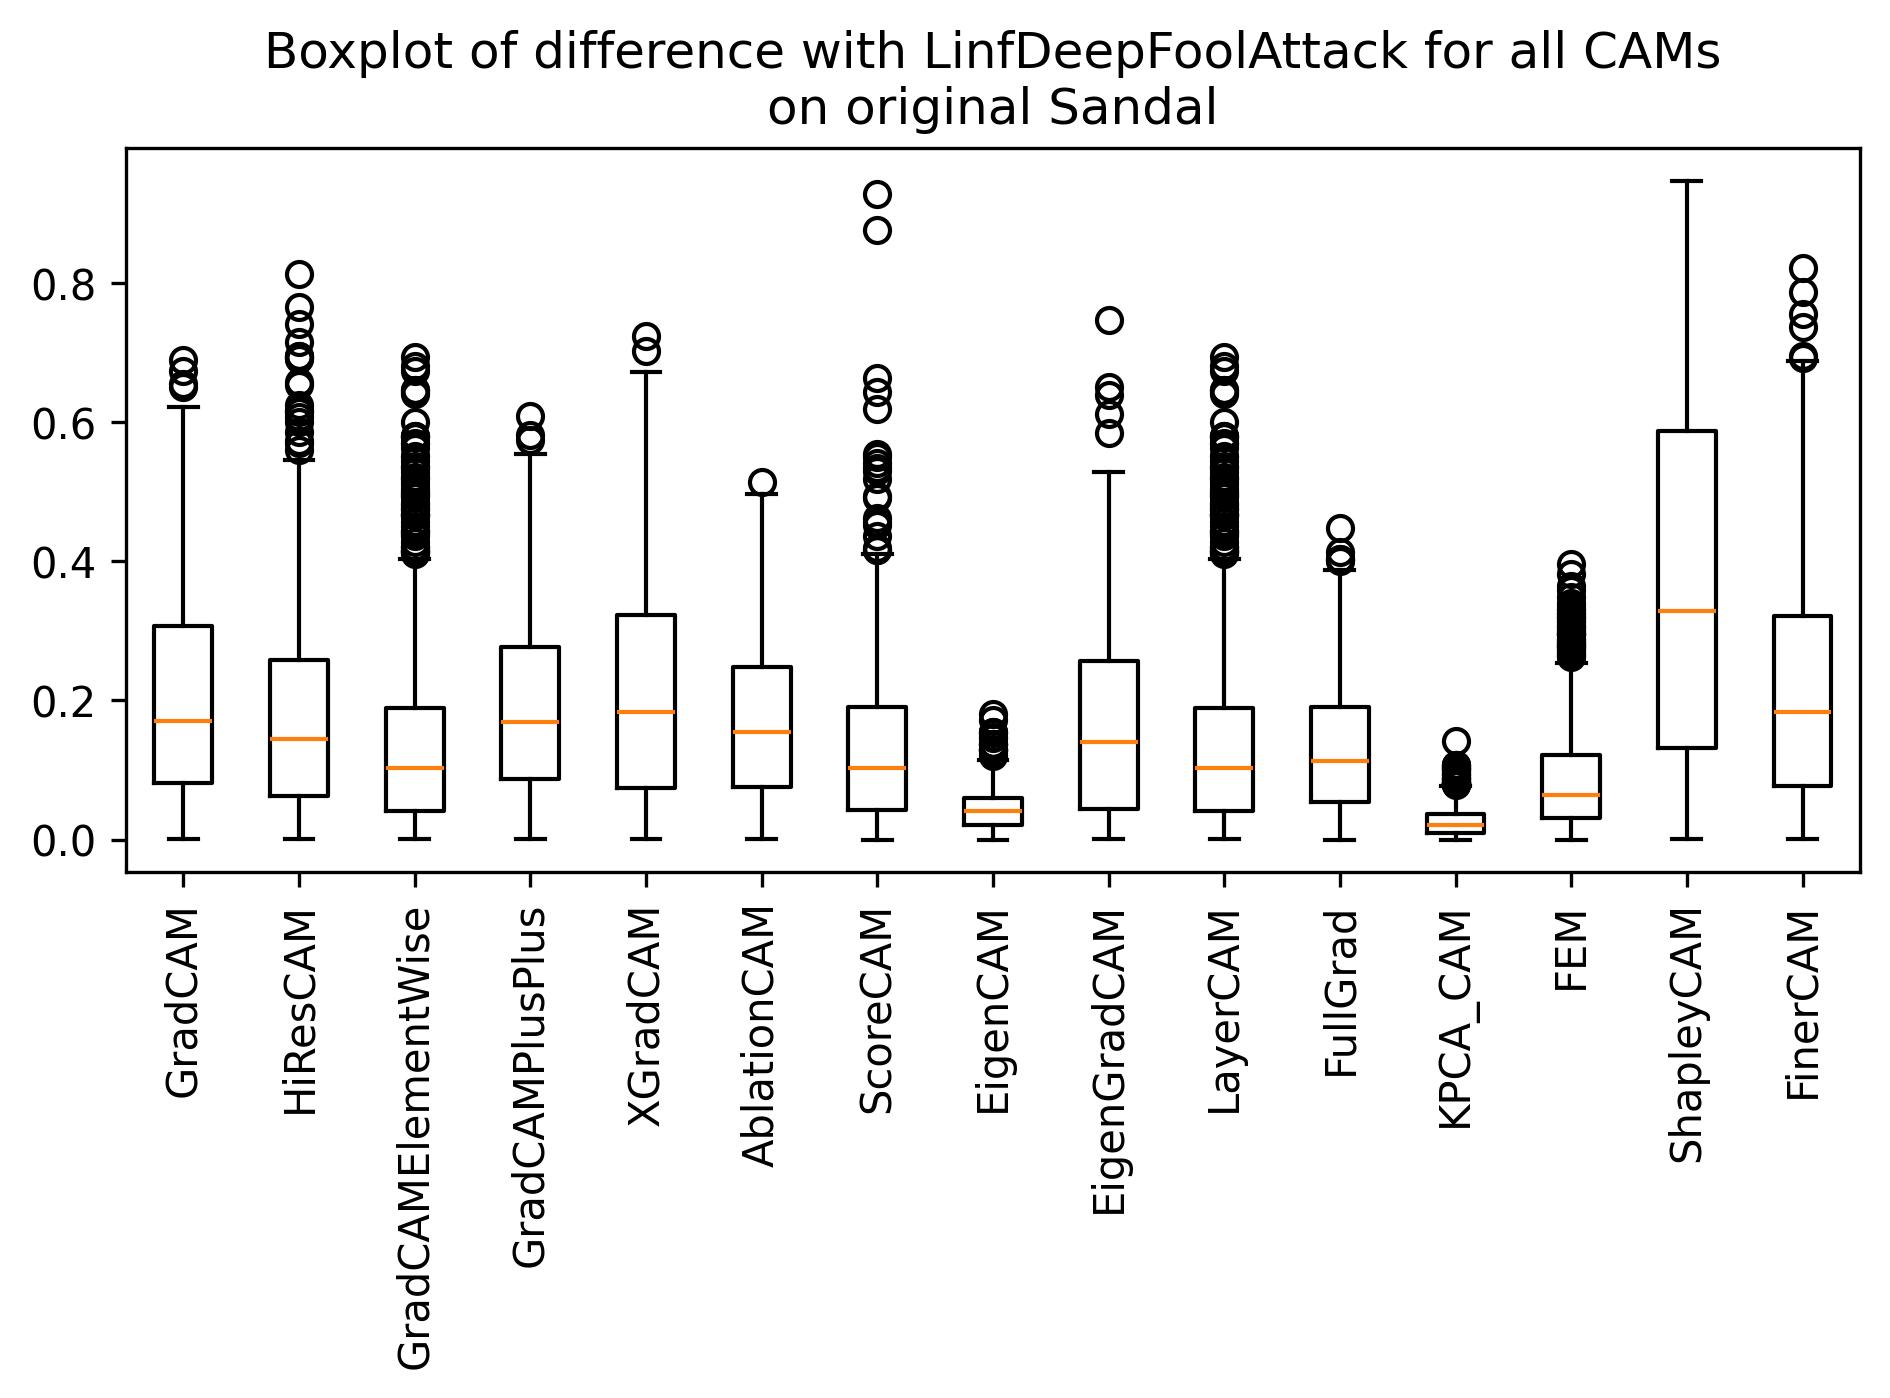 Boxplot of difference with LinfDeepFoolAttack for all CAMs
on original Sandal
0.8
0.6
0.4
0.2
0.0
GradCAM
HiResCAM
GradCAMElementWise
GradCAMPlusPlus
XGradCAM
AblationCAM
ScoreCAM
EigenCAM
EigenGradCAM
LayerCAM
FullGrad
KPCA_CAM
FEM
ShapleyCAM
FinerCAM